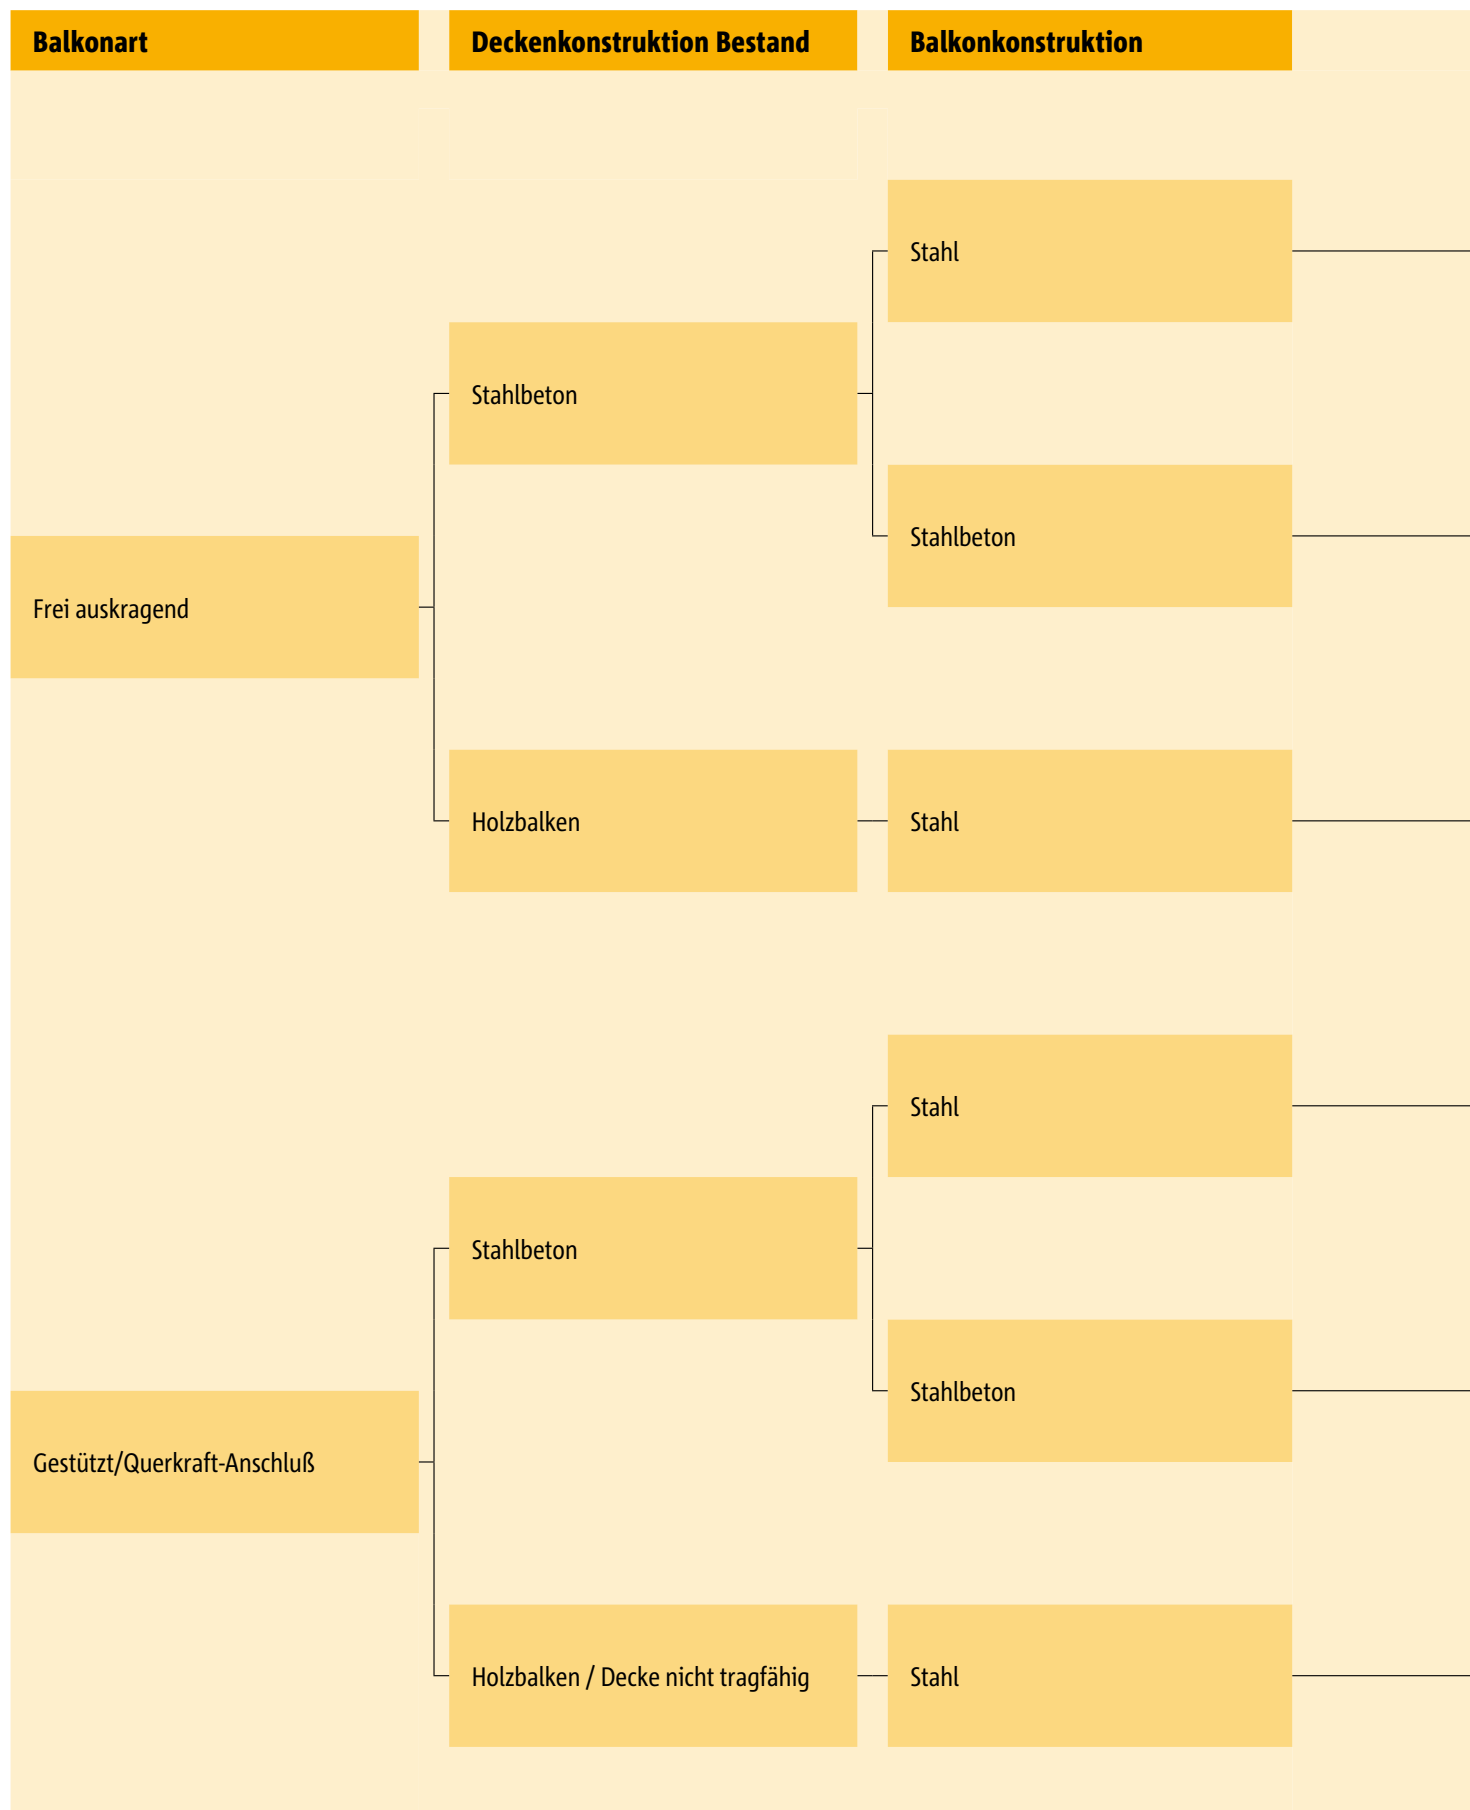 Balkonart
Deckenkonstruktion Bestand
Balkonkonstruktion
Stahl
Stahlbeton
Stahlbeton
Frei auskragend
Holzbalken
Stahl
Stahl
Stahlbeton
Stahlbeton
Gestützt/Querkraft-Anschluß
Holzbalken / Decke nicht tragfähig
Stahl